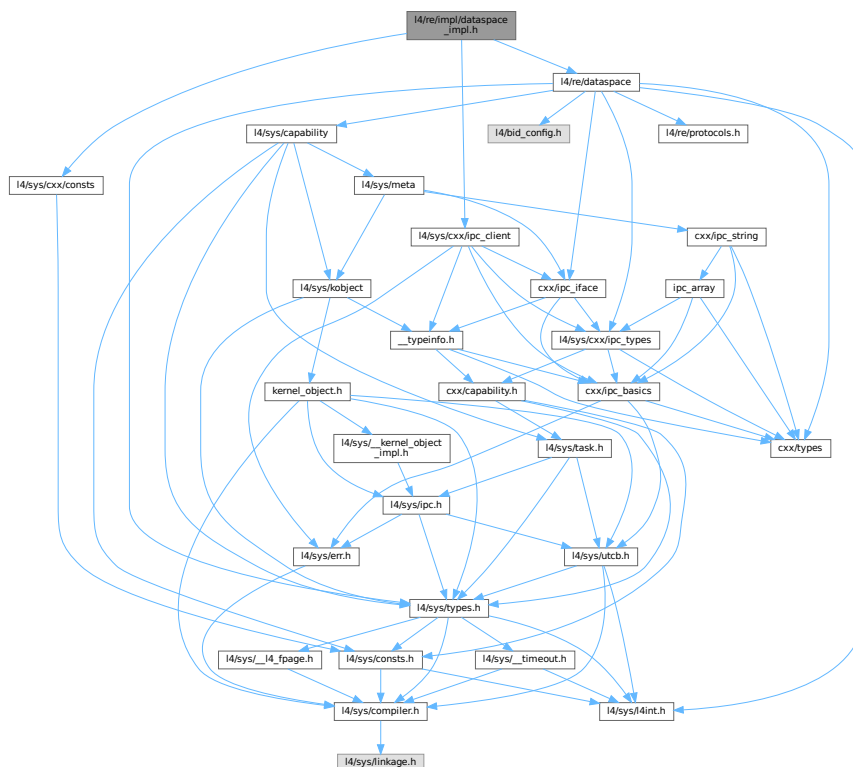 l4/re/impl/dataspace
_impl.h
l4/re/dataspace
l4/sys/capability
l4/bid_config.h
l4/re/protocols.h
l4/sys/cxx/consts
l4/sys/meta
l4/sys/cxx/ipc_client
cxx/ipc_string
l4/sys/kobject
cxx/ipc_iface
ipc_array
__typeinfo.h
l4/sys/cxx/ipc_types
kernel_object.h
cxx/capability.h
cxx/ipc_basics
l4/sys/__kernel_object
_impl.h
l4/sys/task.h
cxx/types
l4/sys/ipc.h
l4/sys/err.h
l4/sys/utcb.h
l4/sys/types.h
l4/sys/__l4_fpage.h
l4/sys/consts.h
l4/sys/__timeout.h
l4/sys/compiler.h
l4/sys/l4int.h
l4/sys/linkage.h